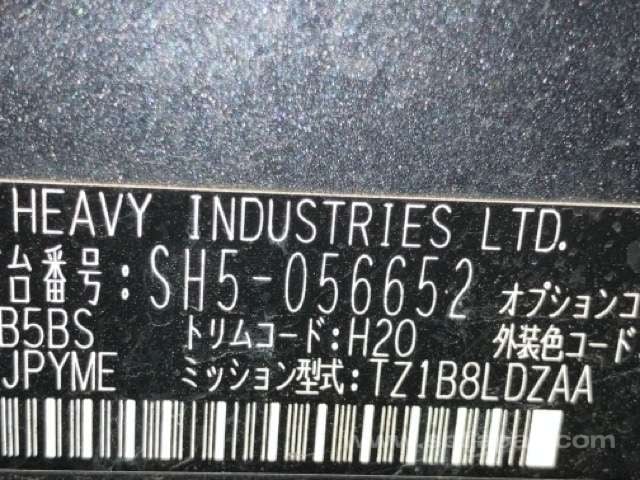 HEAVY INDUSTRIES LTD.
台番号:SH5-056652 オプションコ
B5BS トリムコード:H20 外装色コード
JPYME ミッション型式:TZ1B8LDZAA